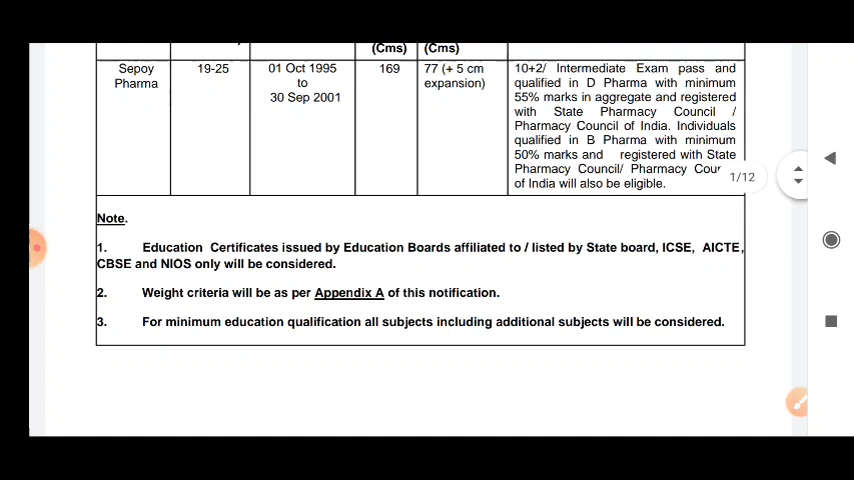 (Cms) (Cms)
Sepoy 19-25 01 Oct 1995 169 77 (+ 5 cm 10+2/ Intermediate Exam pass and
Pharma to expansion) qualified in D Pharma with minimum
30 Sep 2001 55% marks in aggregate and registered
with State Pharmacy Council /
Pharmacy Council of India. Individuals
qualified in B Pharma with minimum
50% marks and registered with State
Pharmacy Council/ Pharmacy
of India will also be eligible.
1/12
Note.
1. Education Certificates issued by Education Boards affiliated to / listed by State board, ICSE, AICTE,
CBSE and NIOS only will be considered.
2. Weight criteria will be as per Appendix A of this notification.
3. For minimum education qualification all subjects including additional subjects will be considered.